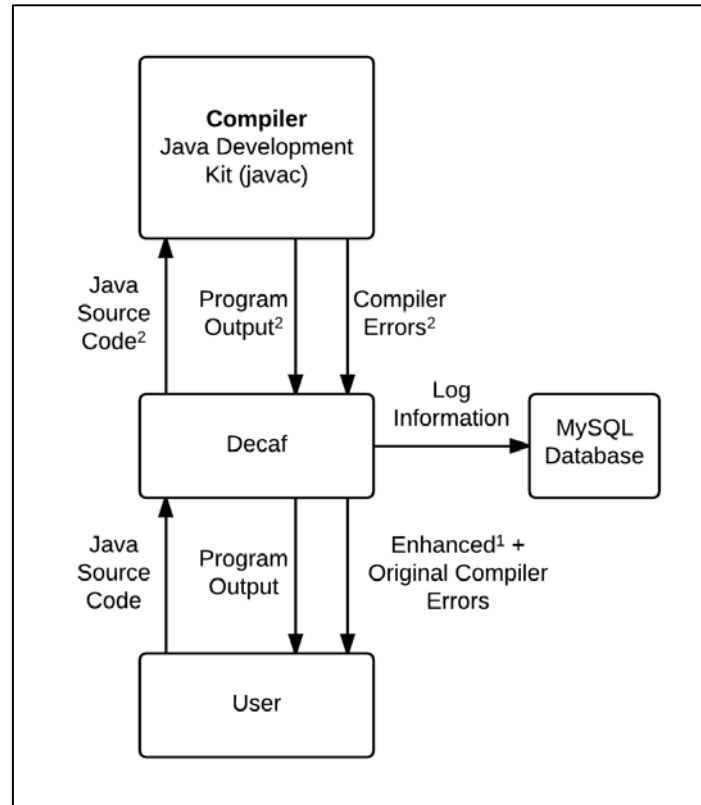 Compiler
Java Development
Kit (javac)
Java
Source
Code²
Program
Output²
Compiler
Errors²
Log
Information
Decaf
MySQL
Database
Java
Source
Code
Program
Output
Enhanced¹ +
Original Compiler
Errors
User